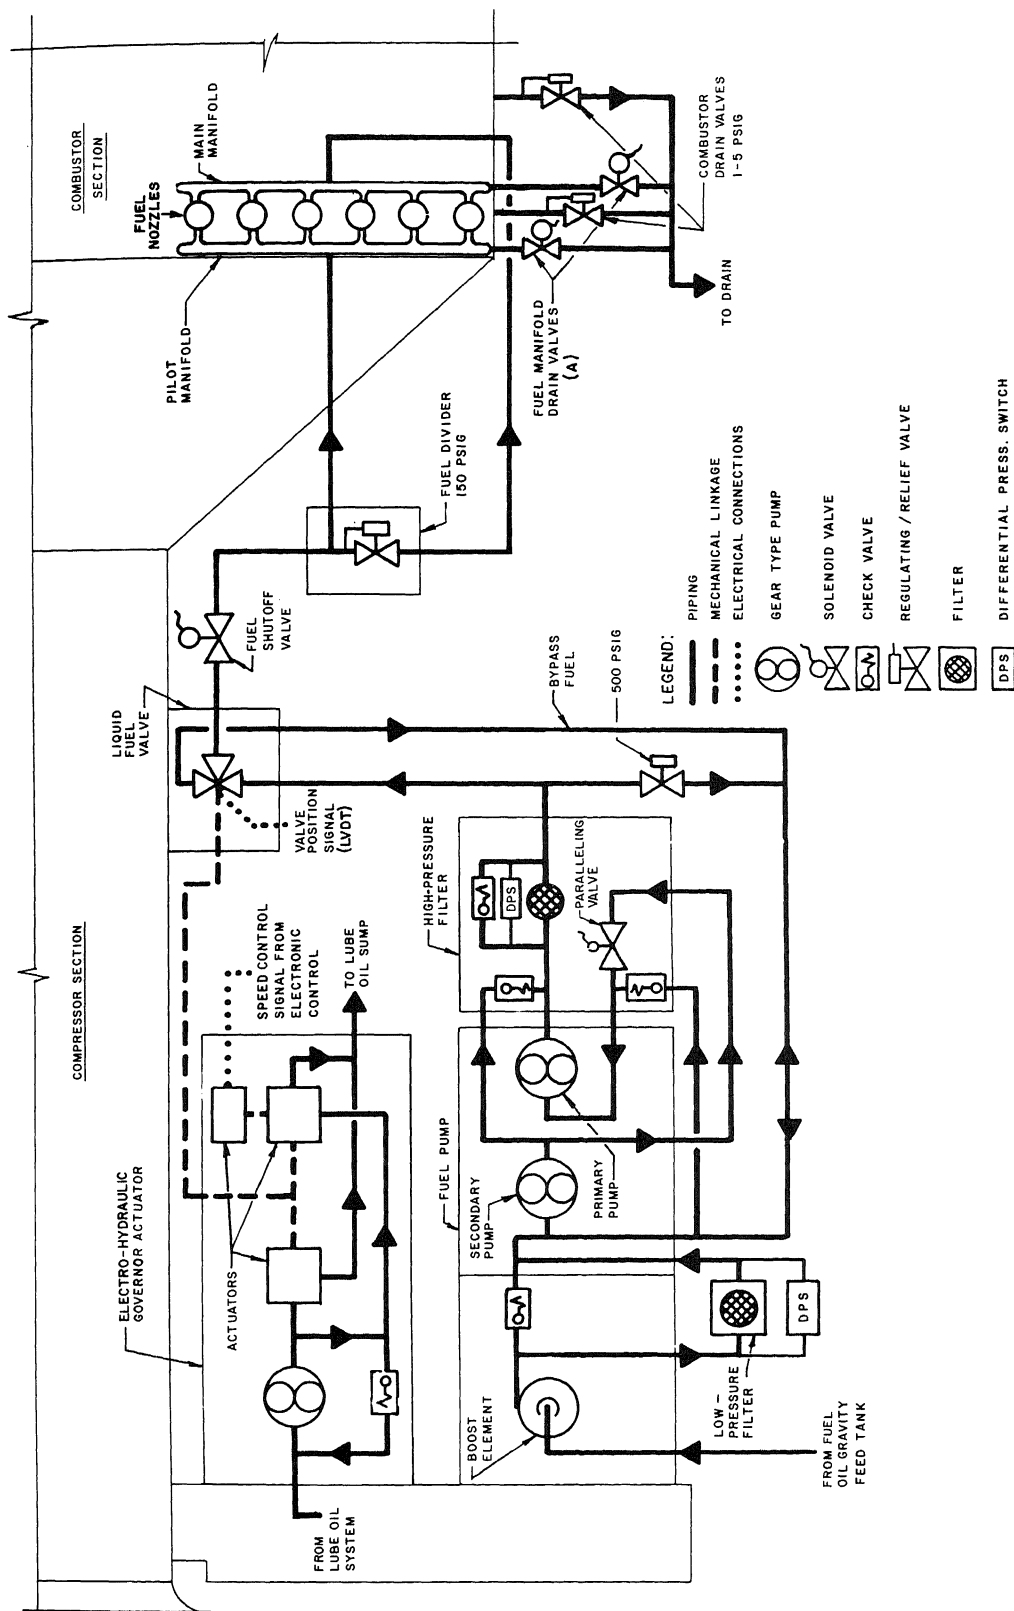 COMPRESSOR SECTION
COMBUSTOR
SECTION
ELECTRO-HYDRAULIC
GOVERNOR ACTUATOR
ACTUATORS
SPEED CONTROL
SIGNAL FROM
ELECTRONIC
CONTROL
TO LUBE
OIL SUMP
FROM
LUBE OIL
SYSTEM
VALVE
POSITION
SIGNAL
(LVDT)
LIQUID
FUEL
VALVE
FUEL
SHUTOFF
VALVE
PILOT
MANIFOLD
FUEL
NOZZLES
MAIN
MANIFOLD
FUEL DIVIDER
150 PSIG
FUEL MANIFOLD
DRAIN VALVES
(A)
COMBUSTOR
DRAIN VALVES
1-5 PSIG
TO DRAIN
BOOST
ELEMENT
FUEL PUMP
SECONDARY
PUMP
PRIMARY
PUMP
HIGH-PRESSURE
FILTER
DPS
PARALLELING
VALVE
BYPASS
FUEL
500 PSIG
LOW-
PRESSURE
FILTER
DPS
FROM FUEL
OIL GRAVITY
FEED TANK
LEGEND:
PIPING
MECHANICAL LINKAGE
ELECTRICAL CONNECTIONS
GEAR TYPE PUMP
SOLENOID VALVE
CHECK VALVE
REGULATING/RELIEF VALVE
FILTER
DPS
DIFFERENTIAL PRESS. SWITCH